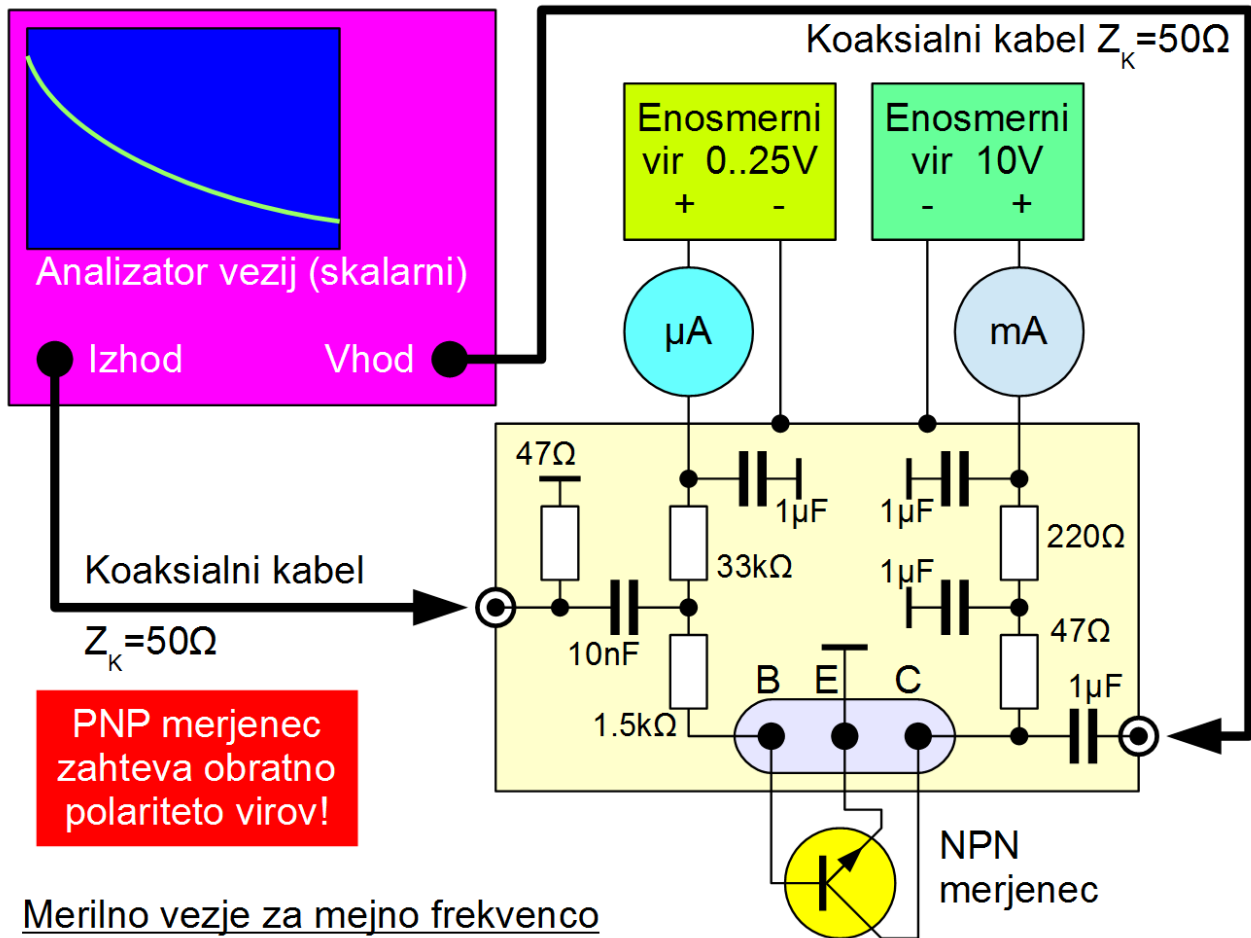 Koaksialni kabel Z_K=50Ω
Enosmerni
vir 0..25V
+ -
Enosmerni
vir 10V
- +
Analizator vezij (skalarni)
Izhod
Vhod
µA
mA
47Ω
1µF
1µF
220Ω
33kΩ
1µF
Koaksialni kabel
Z_K=50Ω
10nF
47Ω
1.5kΩ
B E C
1µF
PNP merjenec
zahteva obratno
polariteto virov!
NPN
merjenec
Merilno vezje za mejno frekvenco